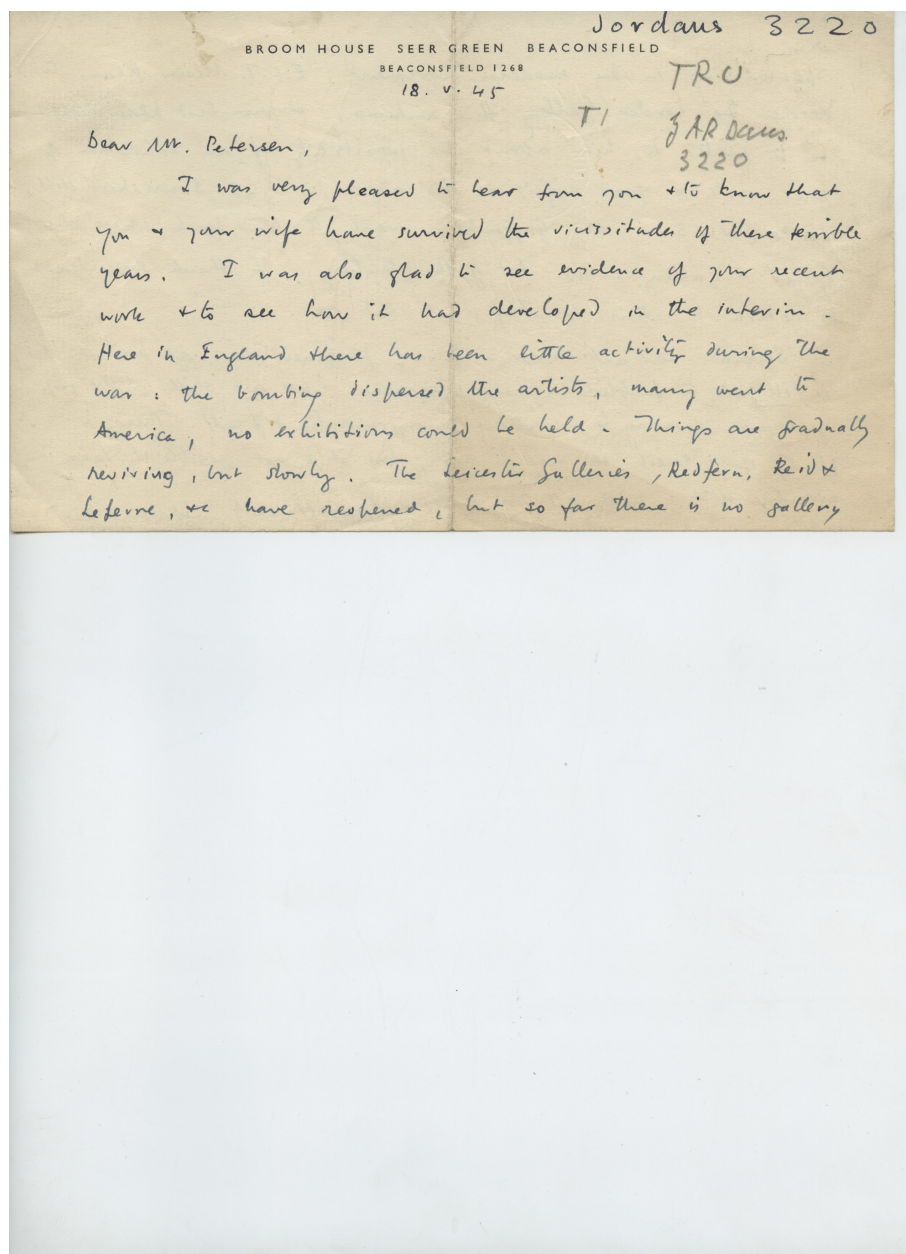 Jordans 3220
BROOM HOUSE SEER GREEN BEACONSFIELD
BEACONSFIELD 1268
TRU
18. V. 45
T1
JARDans
3220
Dear Mr. Petersen,
I was very pleased to hear from you & to know that
you & your wife have survived the vicissitudes of these terrible
years. I was also glad to see evidence of your recent
work & to see how it had developed in the interim.
Here in England there has been little activity during the
war: the bombing dispersed the artists, many went to
America, no exhibitions could be held. Things are gradually
reviving, but slowly. The Leicester Galleries, Redfern, Reid &
Lefevre, &c have reopened, but so far there is no gallery